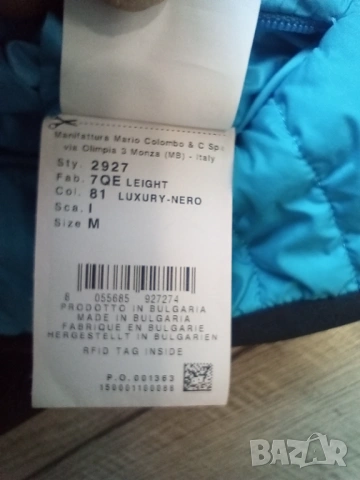 Manifattura Mario Colombo & C Spa
via Olimpia 3 Monza (MB) - Italy
Sty. 2927
Fab. 7QE LEIGHT
Col. 81 LUXURY-NERO
Sca. I
Size M
8 055685 927274
PRODOTTO IN BULGARIA
MADE IN BULGARIA
FABRIQUE EN BULGARIE
HERGESTELLT IN BULGARIEN
RFID TAG INSIDE
P.O. 001363
150001100088
BAZAR